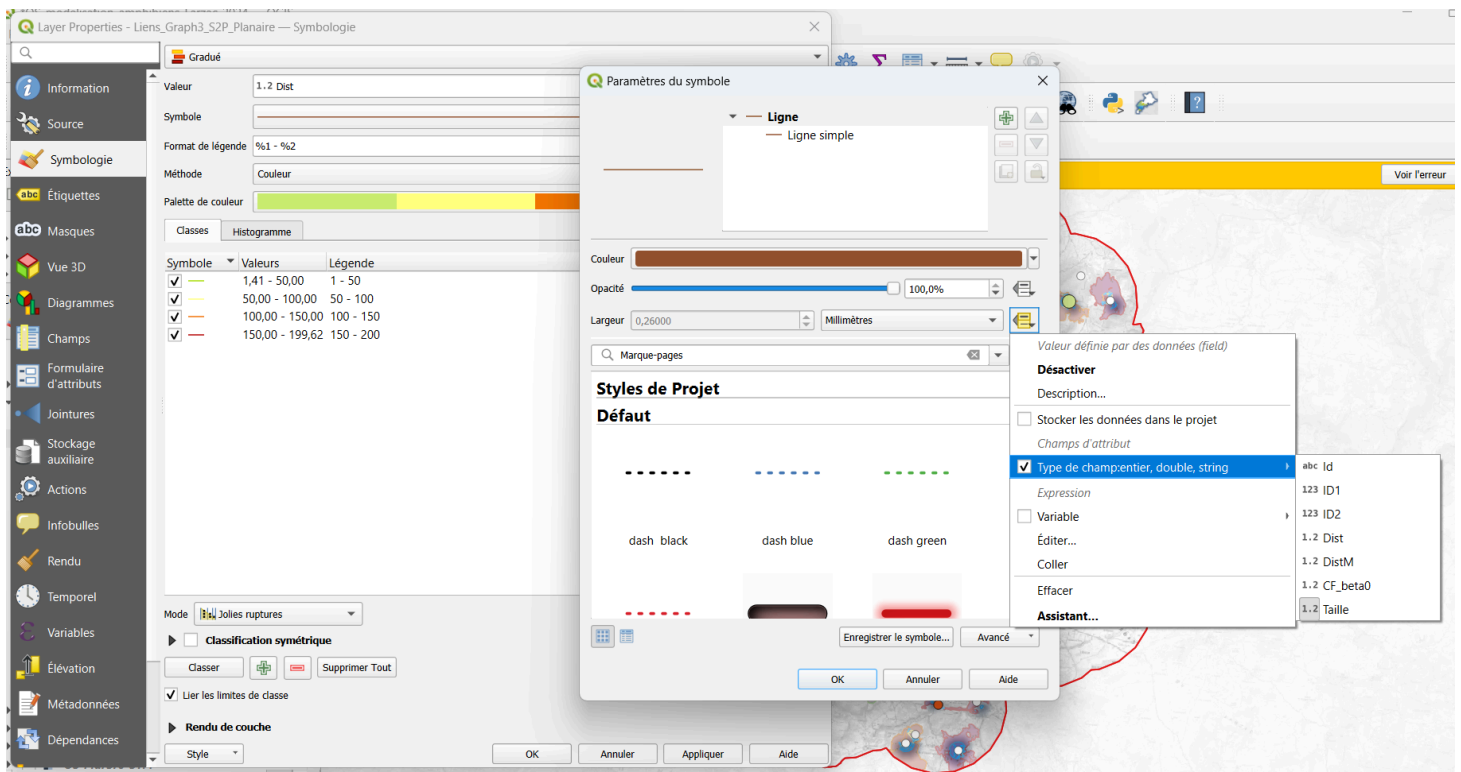 Layer Properties - Liens_Graph3_S2P_Planaire — Symbologie
Information
Source
Symbologie
Étiquettes
Masques
Vue 3D
Diagrammes
Champs
Formulaire
d'attributs
Jointures
Stockage
auxiliaire
Actions
Infobulles
Rendu
Temporel
Variables
Élévation
Métadonnées
Dépendances
Gradué
Valeur 1.2 Dist
Symbole
Format de légende %1 - %2
Méthode Couleur
Palette de couleur
Classes Histogramme
Symbole Valeurs Légende
1,41 - 50,00 1 - 50
50,00 - 100,00 50 - 100
100,00 - 150,00 100 - 150
150,00 - 199,62 150 - 200
Mode Jolies ruptures
Classification symétrique
Classer Supprimer Tout
Lier les limites de classe
Rendu de couche
Style OK Annuler Appliquer Aide
Paramètres du symbole
Ligne
Ligne simple
Couleur
Opacité 100,0%
Largeur 0,26000 Millimètres
Marque-pages
Styles de Projet
Défaut
dash black dash blue dash green
Enregistrer le symbole... Avancé
OK Annuler Aide
Voir l'erreur
Valeur définie par des données (field)
Désactiver
Description...
Stocker les données dans le projet
Champs d'attribut
Type de champ:entier, double, string
Expression
Variable
Éditer...
Coller
Effacer
Assistant...
abc Id
123 ID1
123 ID2
1.2 Dist
1.2 DistM
1.2 CF_beta0
1.2 Taille